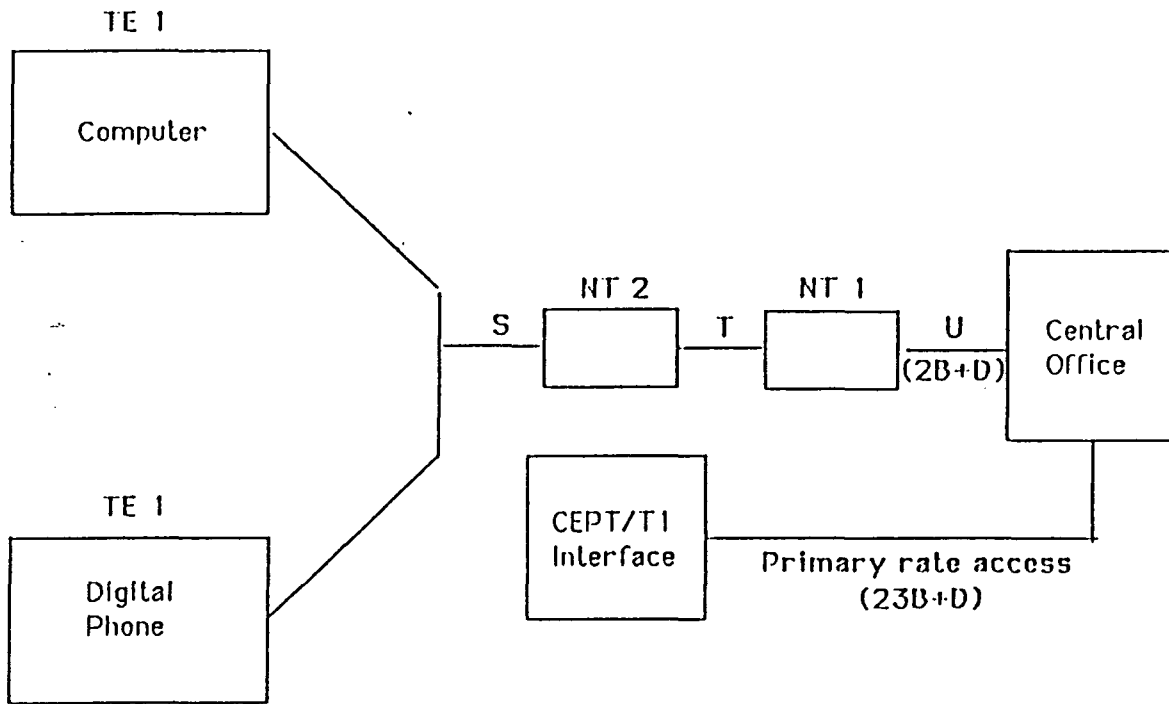 TE 1
Computer
NT 2
NT 1
S
T
U
(2B+D)
Central
Office
TE 1
Digital
Phone
CEPT/T1
Interface
Primary rate access
(23B+D)